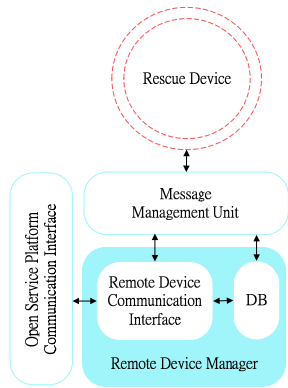 Rescue Device
Message
Management Unit
Open Service Platform
Communication Interface
Remote Device
Communication
Interface
DB
Remote Device Manager